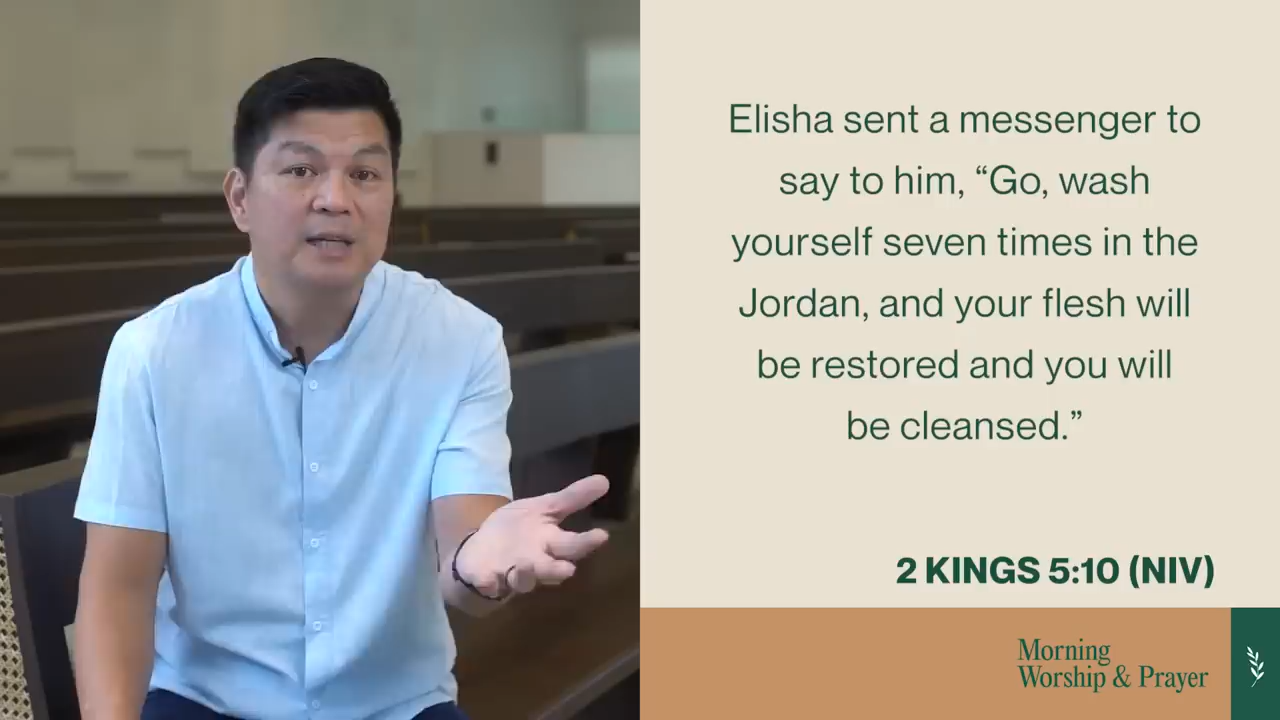 Elisha sent a messenger to
say to him, “Go, wash
yourself seven times in the
Jordan, and your flesh will
be restored and you will
be cleansed.”
2 KINGS 5:10 (NIV)
Morning
Worship & Prayer